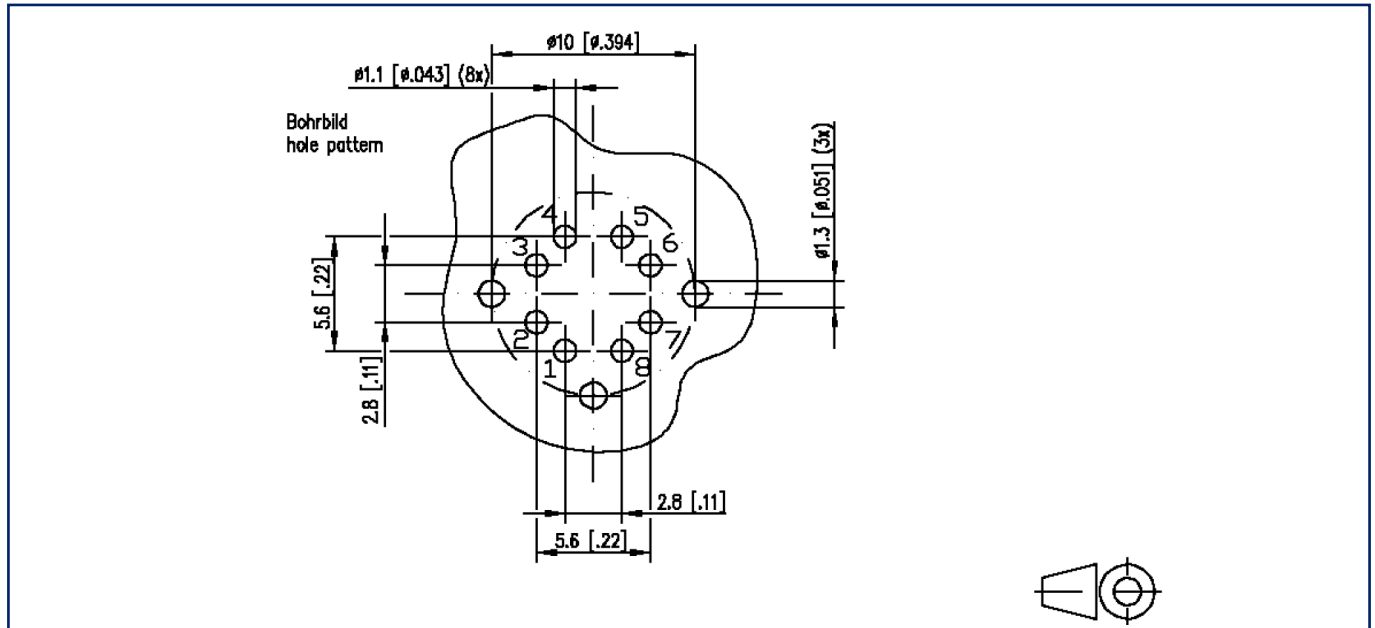 ø10 [ø.394]
ø1.1 [ø.043] (8x)
Bohrbild
hole pattern
ø1.3 [ø.051] (3x)
4 5
3 6
5.6 [.22]
2.8 [.11]
2 7
1 8
2.8 [.11]
5.6 [.22]